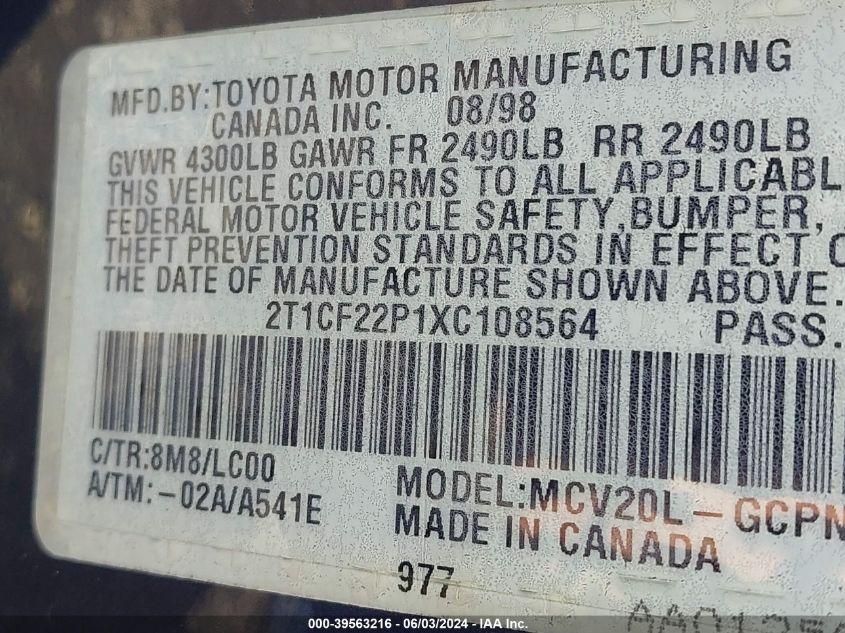 MFD.BY:TOYOTA MOTOR MANUFACTURING
CANADA INC. 08/98
GVWR 4300LB GAWR FR 2490LB RR 2490LB
THIS VEHICLE CONFORMS TO ALL APPLICABL
FEDERAL MOTOR VEHICLE SAFETY,BUMPER,
THEFT PREVENTION STANDARDS IN EFFECT O
THE DATE OF MANUFACTURE SHOWN ABOVE.
2T1CF22P1XC108564 PASS.
C/TR:8M8/LC00
A/TM:-02A/A541E
MODEL:MCV20L-GCPN
MADE IN CANADA
977
000-39563216 - 06/03/2024 - IAA Inc.